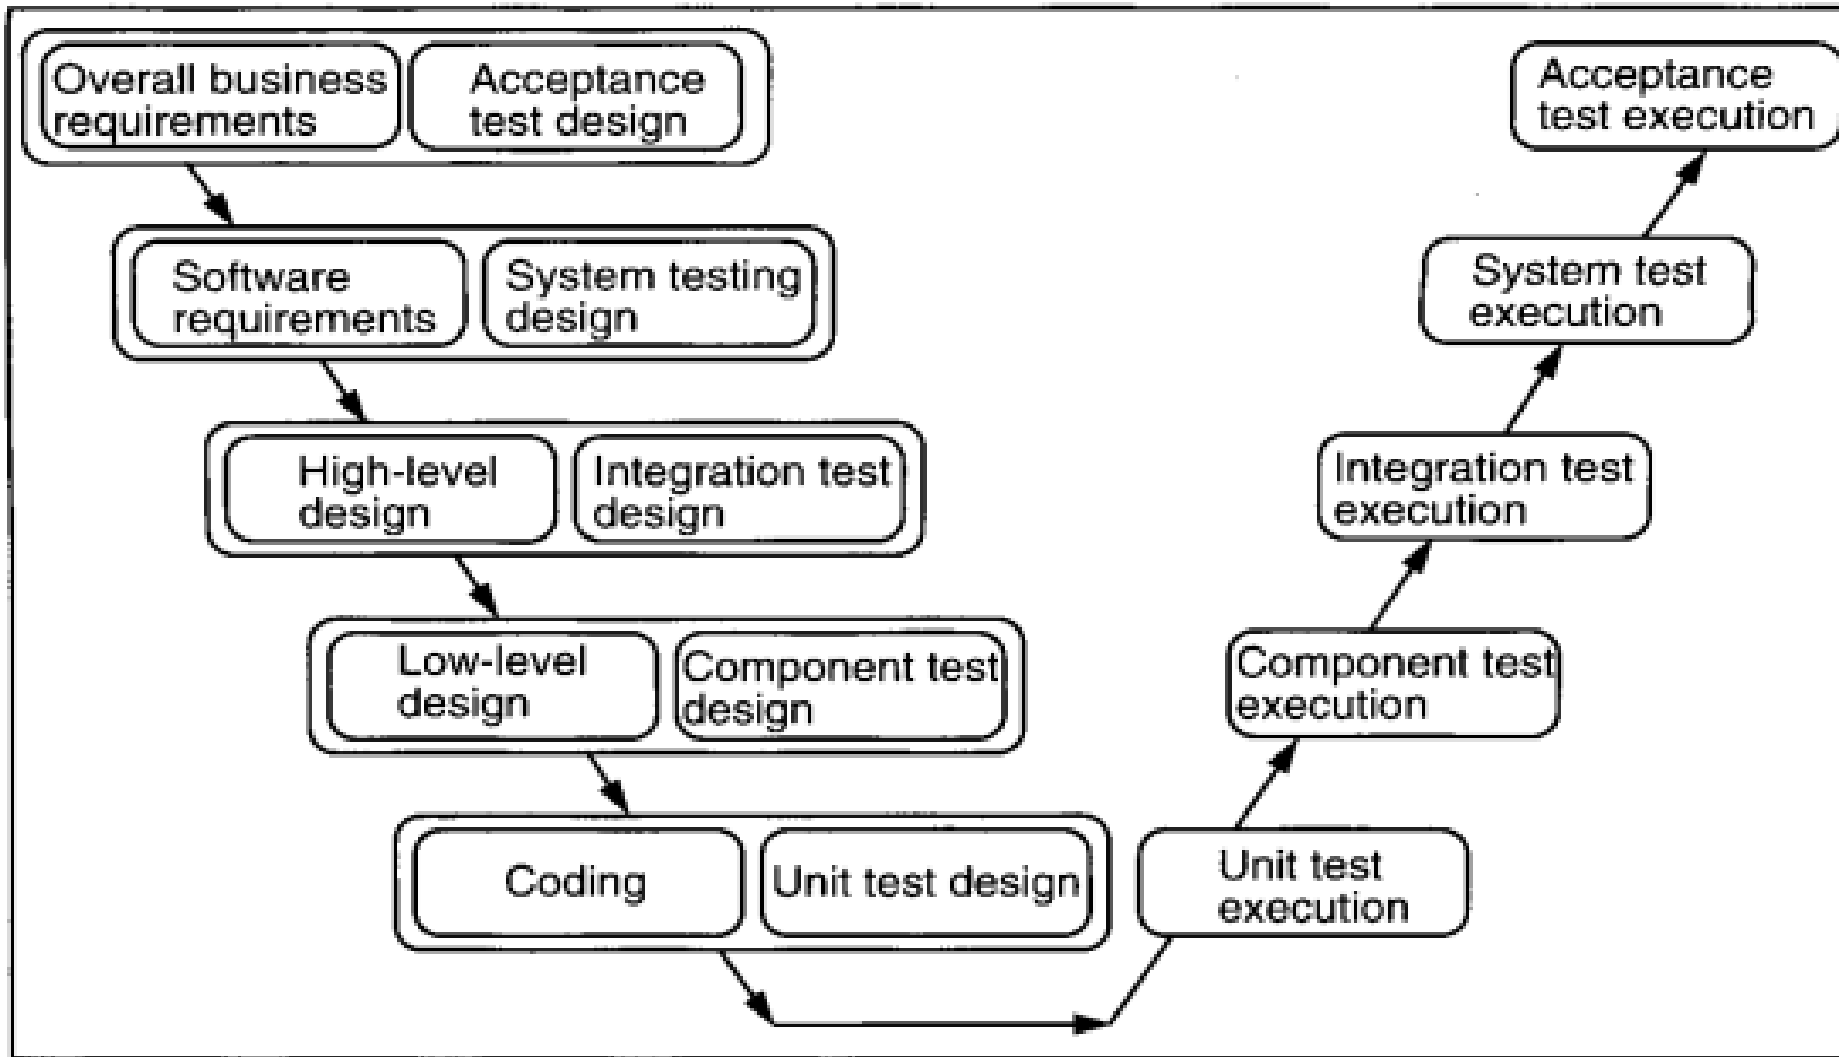 Overall business
requirements
Acceptance
test design
Acceptance
test execution
Software
requirements
System testing
design
System test
execution
High-level
design
Integration test
design
Integration test
execution
Low-level
design
Component test
design
Component test
execution
Coding
Unit test design
Unit test
execution